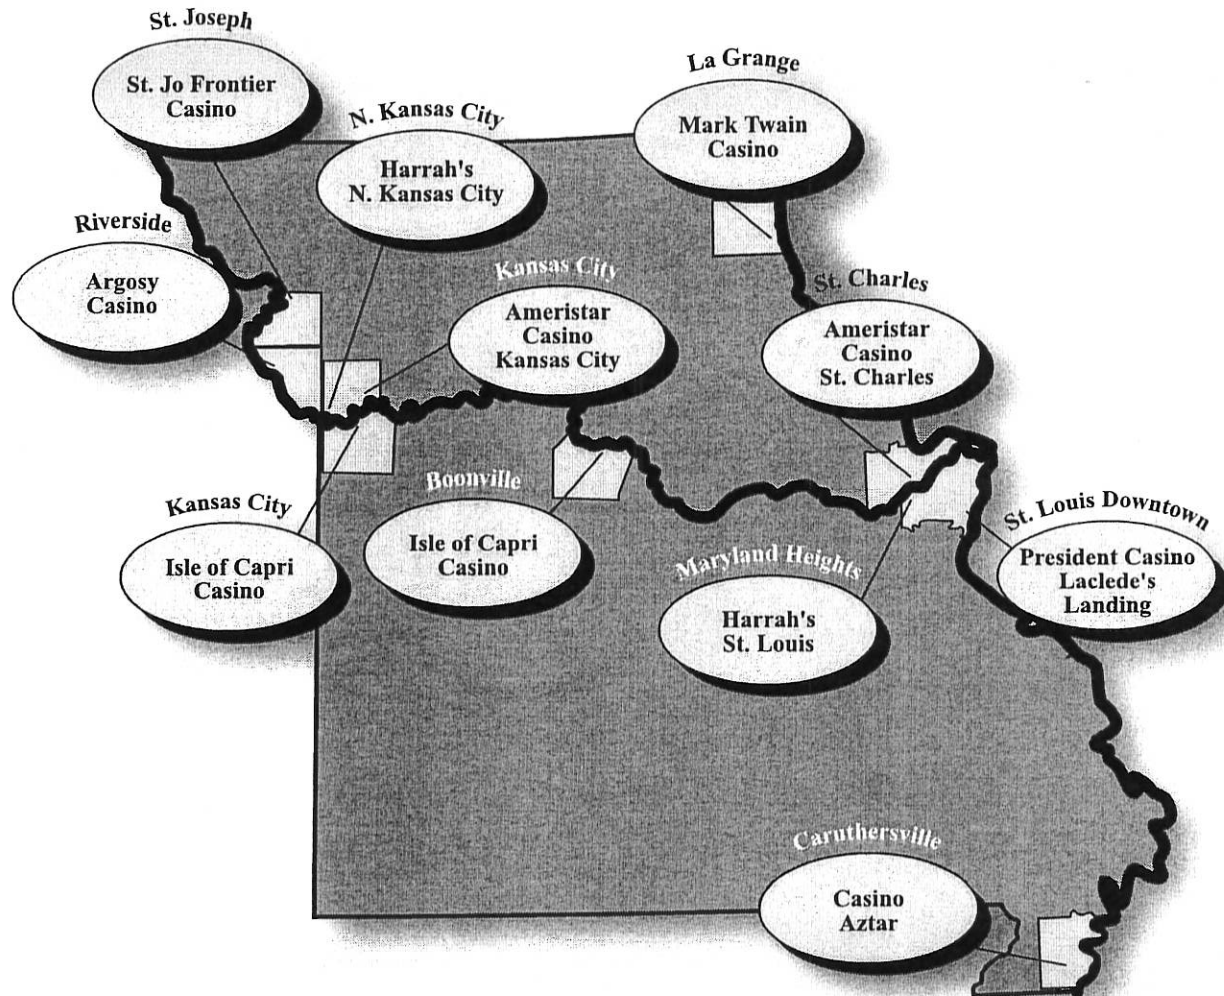 St. Joseph
St. Jo Frontier
Casino
N. Kansas City
Harrah's
N. Kansas City
La Grange
Mark Twain
Casino
Riverside
Argosy
Casino
Kansas City
Ameristar
Casino
Kansas City
St. Charles
Ameristar
Casino
St. Charles
Kansas City
Isle of Capri
Casino
Boonville
Isle of Capri
Casino
Maryland Heights
Harrah's
St. Louis
St. Louis Downtown
President Casino
Laclede's
Landing
Caruthersville
Casino
Aztar